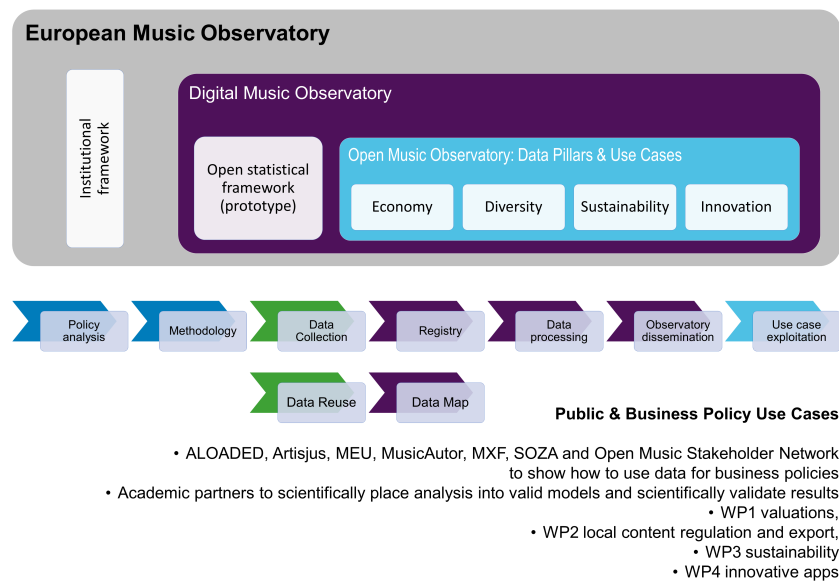 European Music Observatory
Institutional
framework
Digital Music Observatory
Open statistical
framework
(prototype)
Open Music Observatory: Data Pillars & Use Cases
Economy
Diversity
Sustainability
Innovation
Policy
analysis
Methodology
Data
Collection
Registry
Data
processing
Observatory
dissemination
Use case
exploitation
Data Reuse
Data Map
Public & Business Policy Use Cases
• ALOADED, Artisjus, MEU, MusicAutor, MXF, SOZA and Open Music Stakeholder Network
to show how to use data for business policies
• Academic partners to scientifically place analysis into valid models and scientifically validate results
• WP1 valuations,
• WP2 local content regulation and export,
• WP3 sustainability
• WP4 innovative apps